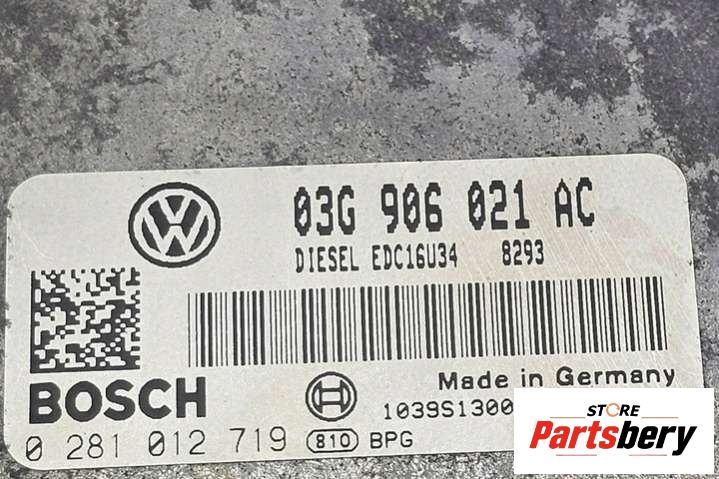 03G 906 021 AC
DIESEL EDC16U34 8293
BOSCH
Made in Germany
1039S1300
0 281 012 719 810 BPG
STORE
Partsbery